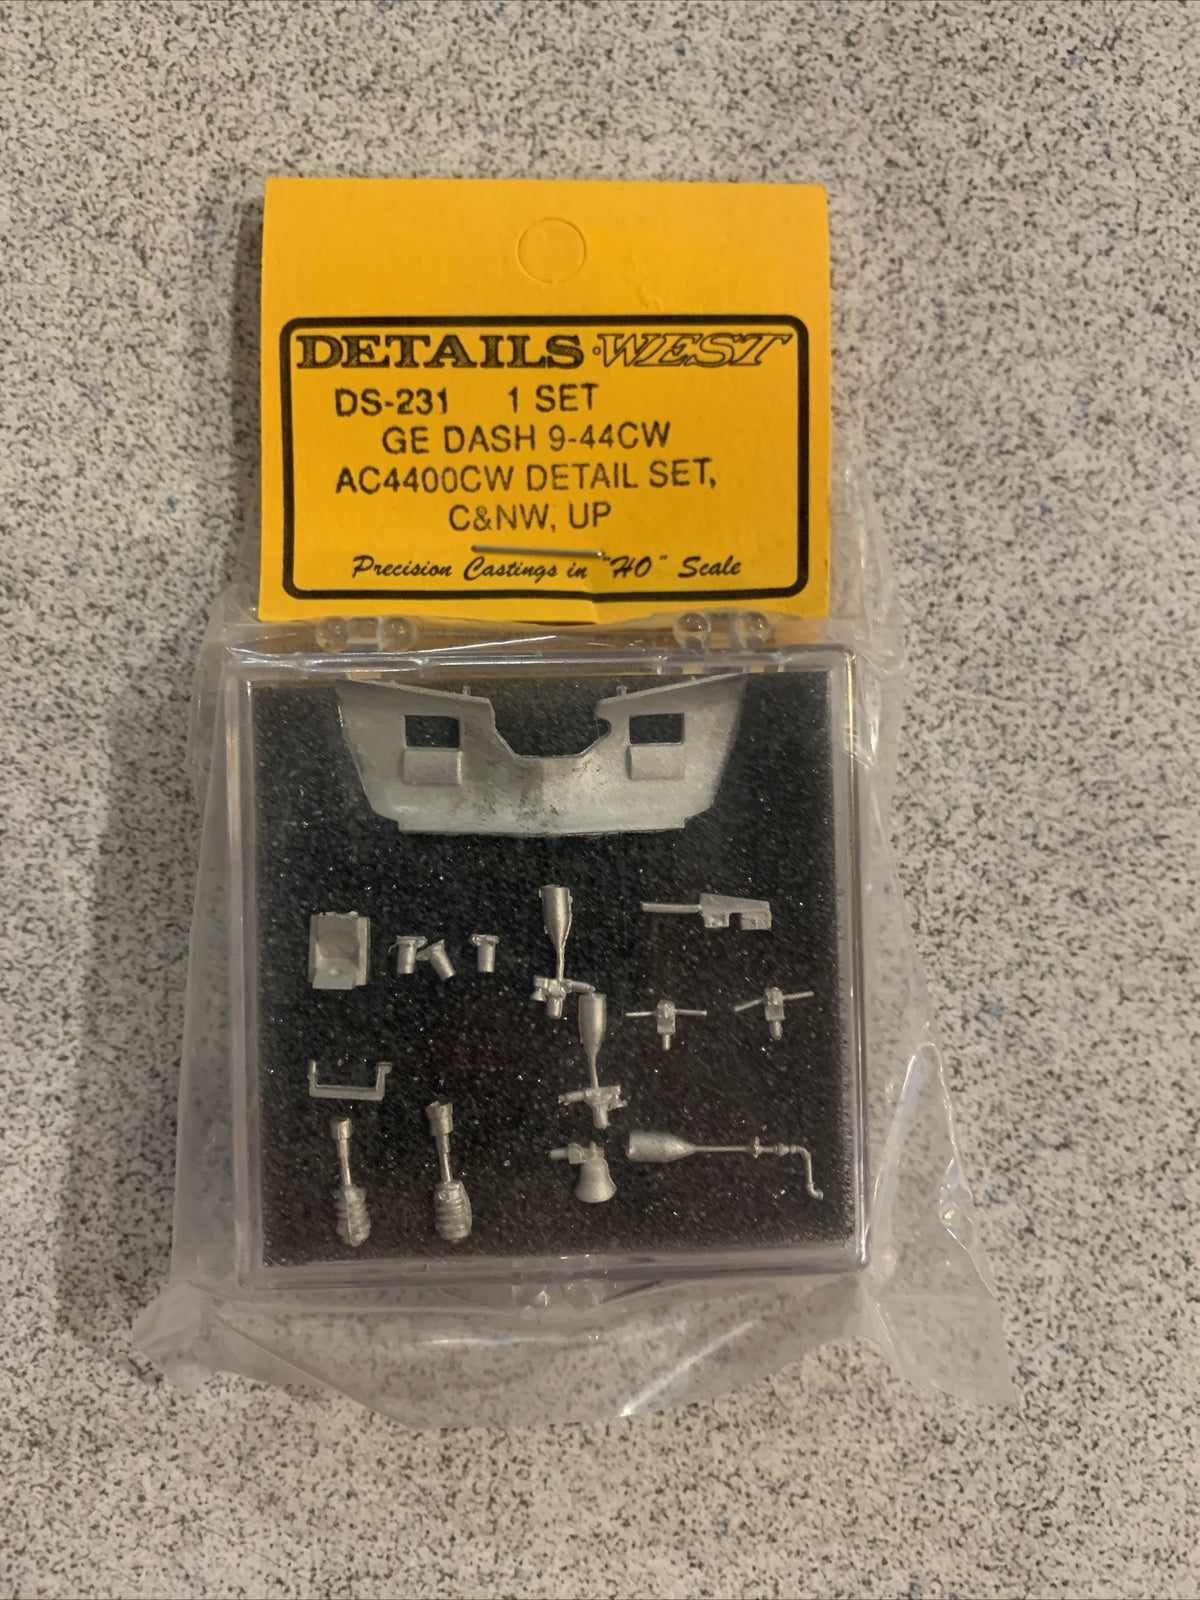 DETAILS WEST
DS-231 1 SET
GE DASH 9-44CW
AC4400CW DETAIL SET,
C&NW, UP
Precision Castings in "HO" Scale